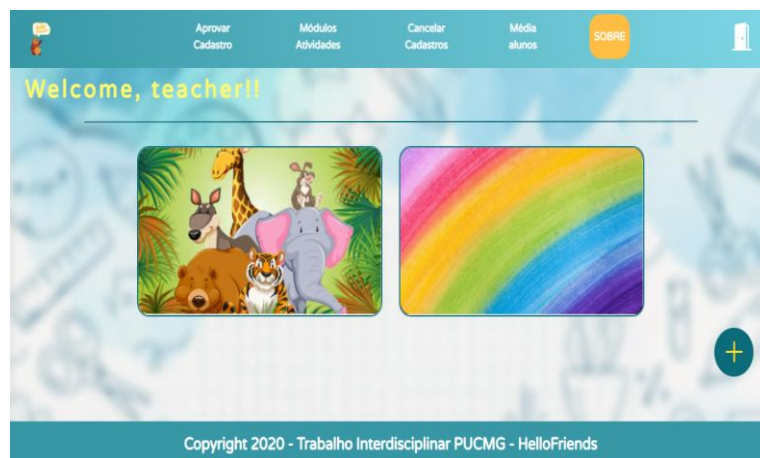 Aprovar
Cadastro
Módulos
Atividades
Cancelar
Cadastros
Média
alunos
SOBRE
Welcome, teacher!!
Copyright 2020 - Trabalho Interdisciplinar PUCMG - HelloFriends